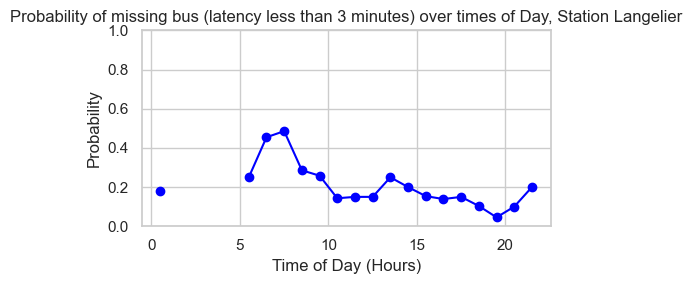 Probability of missing bus (latency less than 3 minutes) over times of Day, Station Langelier
1.0
0.8
0.6
0.4
0.2
0.0
Probability
0 5 10 15 20
Time of Day (Hours)